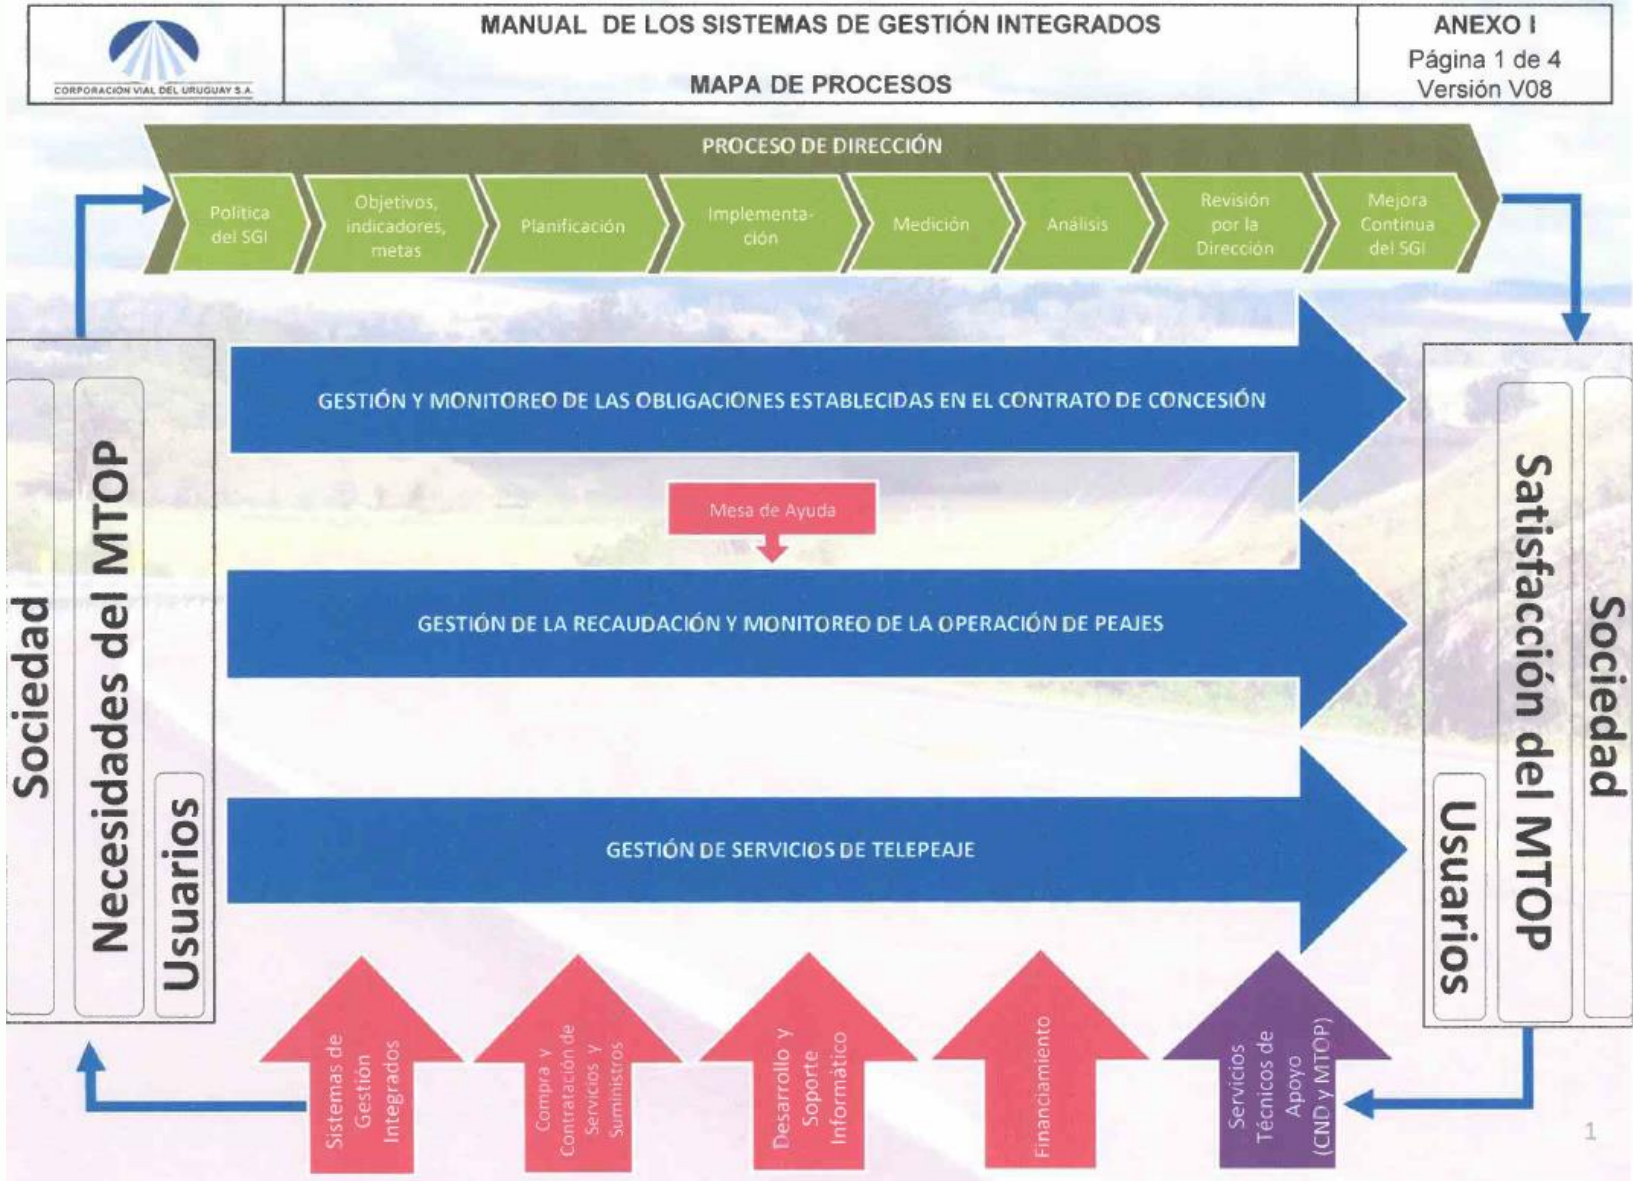 MANUAL DE LOS SISTEMAS DE GESTIÓN INTEGRADOS
MAPA DE PROCESOS
ANEXO I
Página 1 de 4
Versión V08
CORPORACIÓN VIAL DEL URUGUAY S.A.
PROCESO DE DIRECCIÓN
Política
del SGI
Objetivos,
indicadores,
metas
Planificación
Implementa-
ción
Medición
Análisis
Revisión
por la
Dirección
Mejora
Continua
del SGI
Sociedad
Necesidades del MTOP
Usuarios
GESTIÓN Y MONITOREO DE LAS OBLIGACIONES ESTABLECIDAS EN EL CONTRATO DE CONCESIÓN
Mesa de Ayuda
GESTIÓN DE LA RECAUDACIÓN Y MONITOREO DE LA OPERACIÓN DE PEAJES
GESTIÓN DE SERVICIOS DE TELEPEAJE
Usuarios
Satisfacción del MTOP
Sociedad
Sistemas de
Gestión
Integrados
Compra y
Contratación de
Servicios y
Suministros
Desarrollo y
Soporte
Informático
Financiamiento
Servicios
Técnicos de
Apoyo
(CND y MTOP)
1